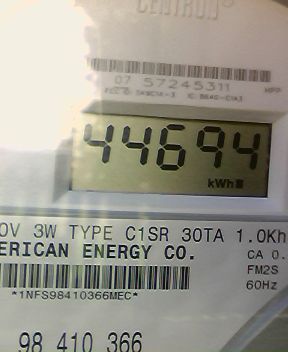 CENTRON®
07 57245311
44694
kWh
0V 3W TYPE C1SR 30TA 1.0Kh
ERICAN ENERGY CO.
CA 0.
FM2S
*1NFS98410366MEC*
60Hz
98 410 366